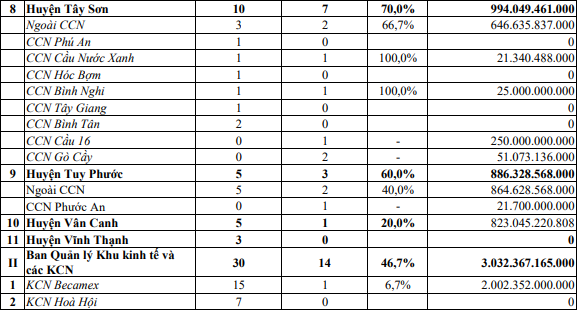 8 Huyện Tây Sơn 10 7 70,0% 994.049.461.000
Ngoài CCN 3 2 66,7% 646.635.837.000
CCN Phú An 1 0 0
CCN Cầu Nước Xanh 1 1 100,0% 21.340.488.000
CCN Hóc Bợm 1 0 0
CCN Bình Nghi 1 1 100,0% 25.000.000.000
CCN Tây Giang 1 0 0
CCN Bình Tân 2 0 0
CCN Cầu 16 0 1 - 250.000.000.000
CCN Gò Cầy 0 2 - 51.073.136.000
9 Huyện Tuy Phước 5 3 60,0% 886.328.568.000
Ngoài CCN 5 2 40,0% 864.628.568.000
CCN Phước An 0 1 - 21.700.000.000
10 Huyện Vân Canh 5 1 20,0% 823.045.220.808
11 Huyện Vĩnh Thạnh 3 0 0
II Ban Quản lý Khu kinh tế và
các KCN 30 14 46,7% 3.032.367.165.000
1 KCN Becamex 15 1 6,7% 2.002.352.000.000
2 KCN Hoà Hội 7 0 0